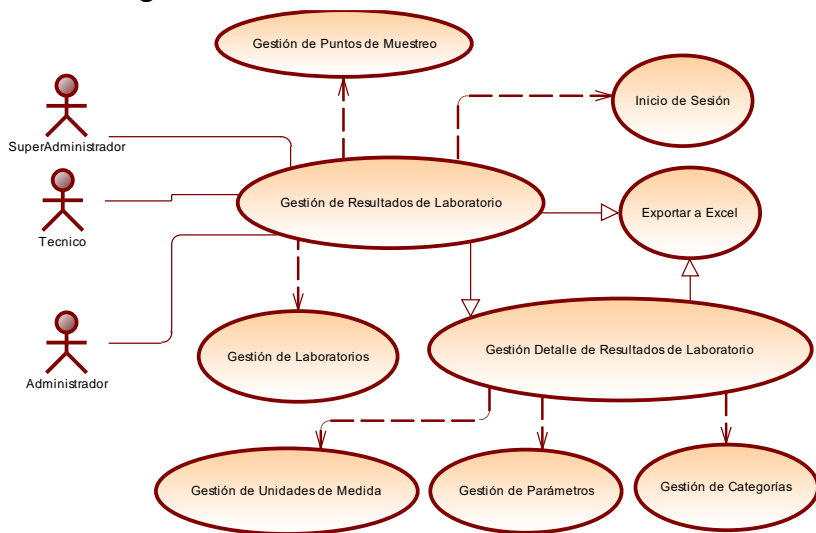 Gestión de Puntos de Muestreo
Inicio de Sesión
SuperAdministrador
Gestión de Resultados de Laboratorio
Exportar a Excel
Tecnico
Gestión de Laboratorios
Gestión Detalle de Resultados de Laboratorio
Administrador
Gestión de Unidades de Medida
Gestión de Parámetros
Gestión de Categorías